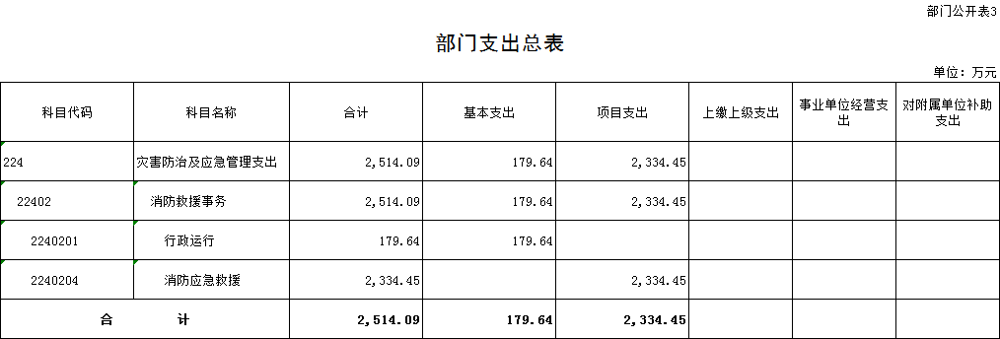 部门公开表3
部门支出总表
单位：万元
科目代码 科目名称 合计 基本支出 项目支出 上缴上级支出 事业单位经营支出 对附属单位补助支出
224 灾害防治及应急管理支出 2,514.09 179.64 2,334.45
22402 消防救援事务 2,514.09 179.64 2,334.45
2240201 行政运行 179.64 179.64
2240204 消防应急救援 2,334.45 2,334.45
合 计 2,514.09 179.64 2,334.45